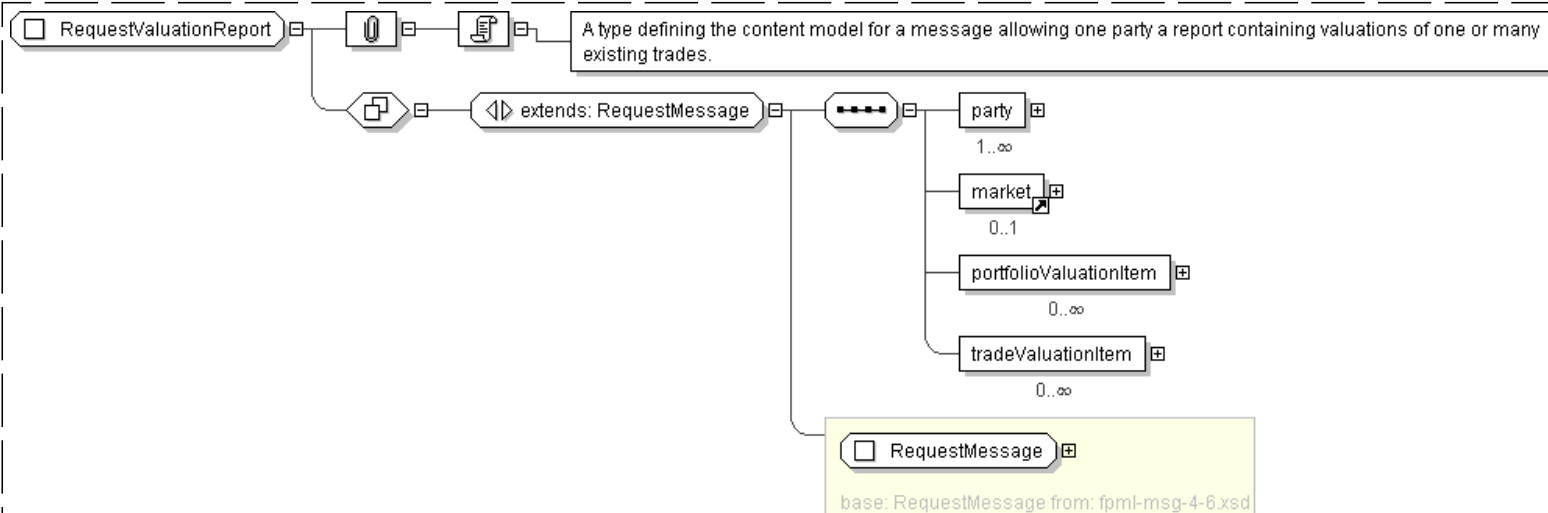 RequestValuationReport
A type defining the content model for a message allowing one party a report containing valuations of one or many
existing trades.
extends: RequestMessage
party
1..∞
market
0..1
portfolioValuationItem
0..∞
tradeValuationItem
0..∞
RequestMessage
base: RequestMessage from: fpml-msg-4-6.xsd